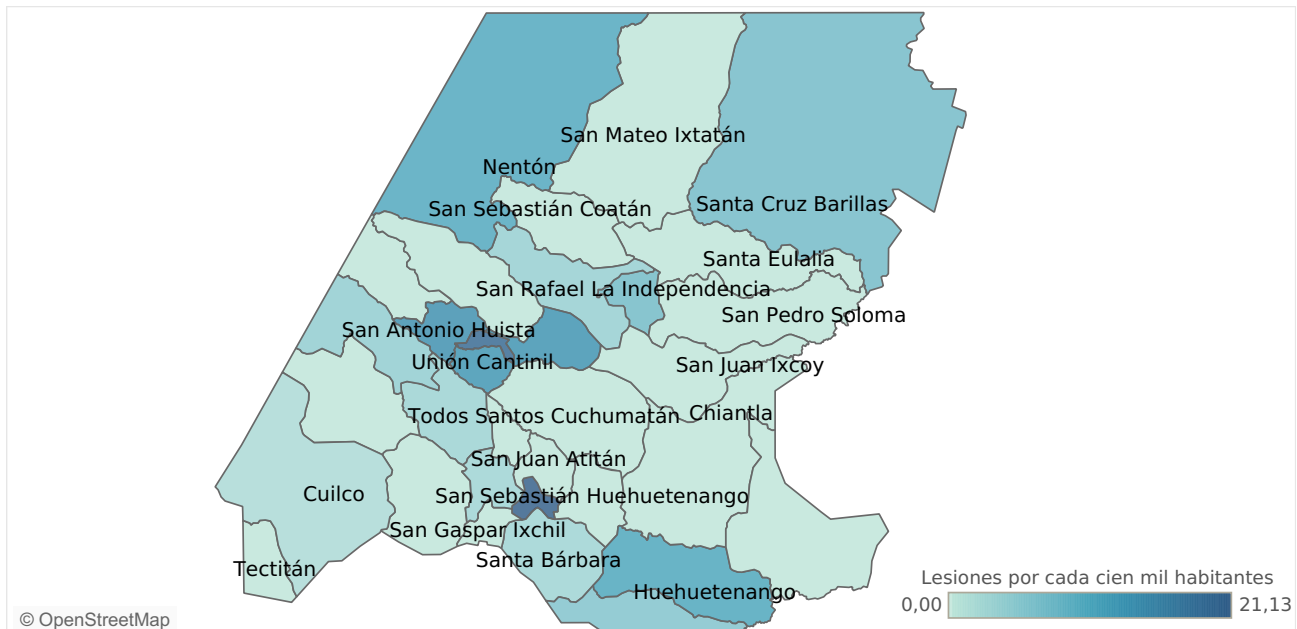 San Mateo Ixtatán
Nentón
Santa Cruz Barillas
San Sebastián Coatán
Santa Eulalia
San Rafael La Independencia
San Pedro Soloma
San Antonio Huista
Unión Cantinil
San Juan Ixcoy
Todos Santos Cuchumatán
Chiantla
San Juan Atitán
Cuilco
San Sebastián Huehuetenango
San Gaspar Ixchil
Santa Bárbara
Tectitán
Huehuetenango
Lesiones por cada cien mil habitantes
0,00
21,13
© OpenStreetMap